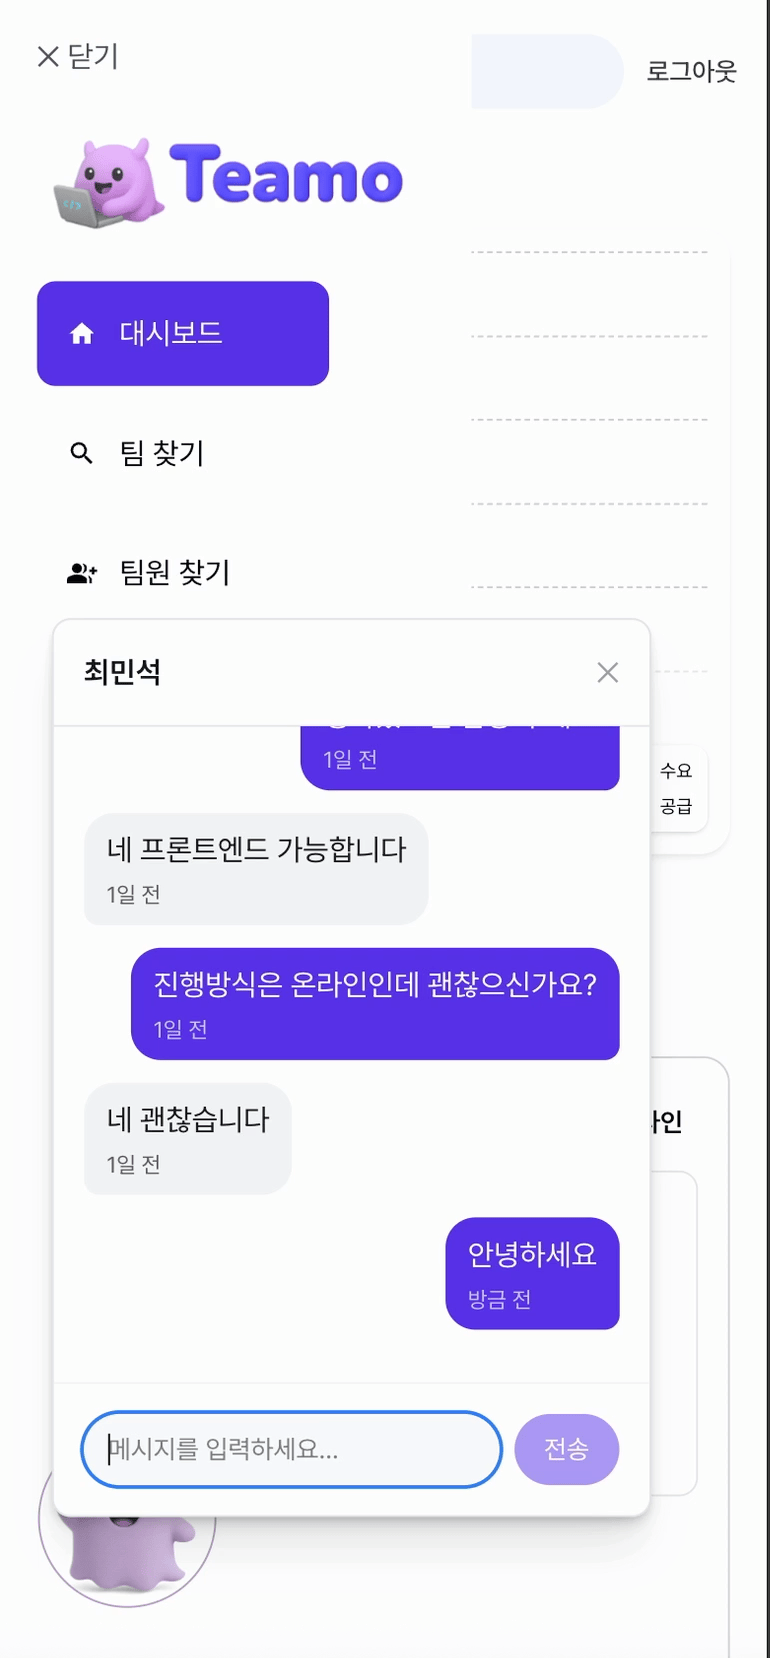 닫기
로그아웃
</>
Teamo
대시보드
팀 찾기
팀원 찾기
최민석
1일 전
수요
공급
네 프론트엔드 가능합니다
1일 전
진행방식은 온라인인데 괜찮으신가요?
1일 전
네 괜찮습니다
1일 전
인
안녕하세요
방금 전
메시지를 입력하세요...
전송